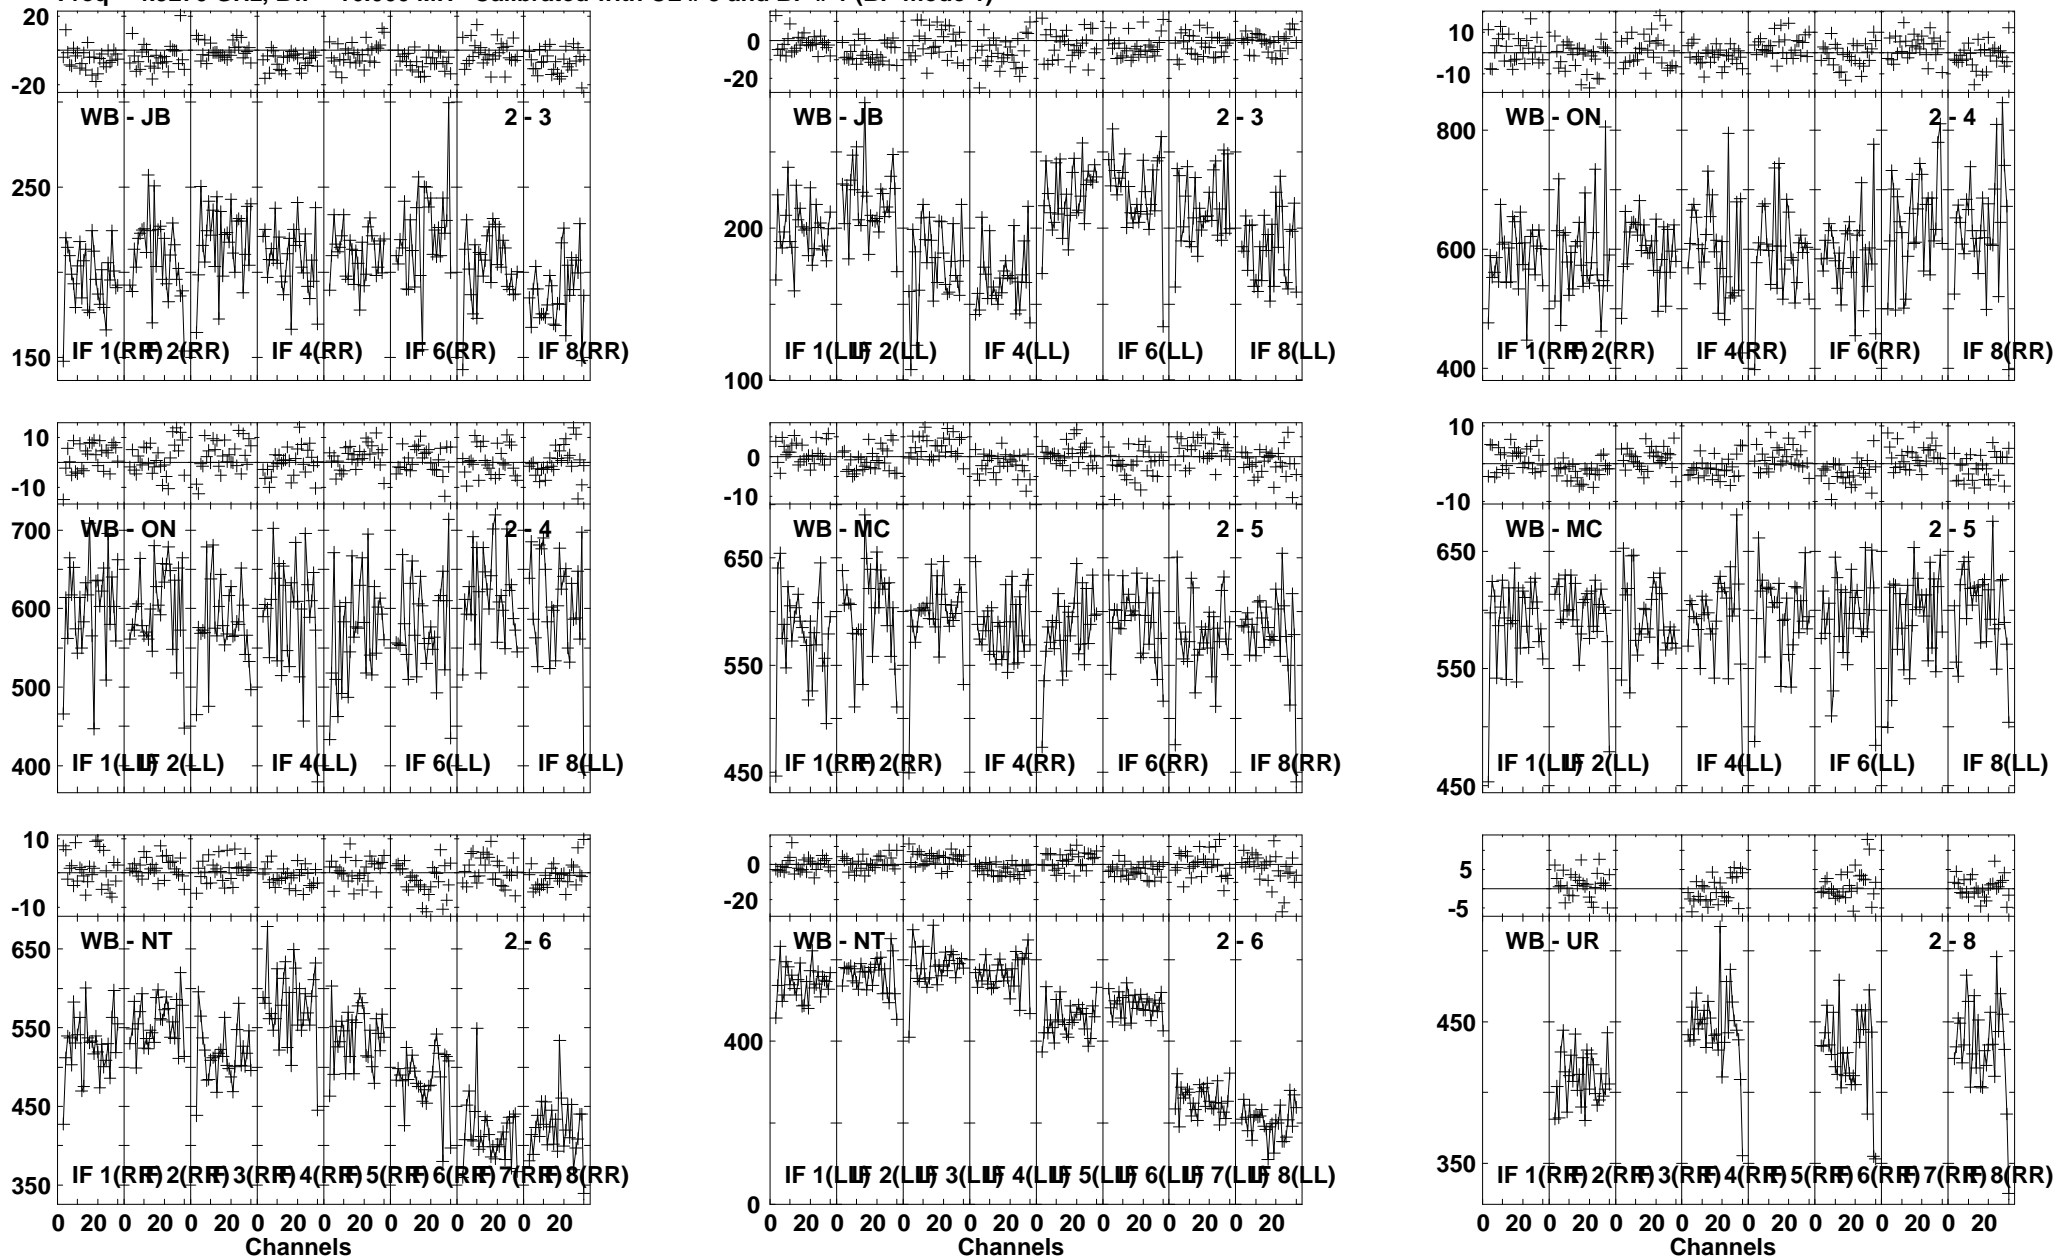 20
-20
WB - JB 2 - 3
250
150
IF 1(RR) IF 2(RR) IF 4(RR) IF 6(RR) IF 8(RR)
0
-20
WB - JB 2 - 3
200
100
IF 1(LL) IF 2(LL) IF 4(LL) IF 6(LL) IF 8(LL)
10
-10
WB - ON 2 - 4
800
600
400
IF 1(RR) IF 2(RR) IF 4(RR) IF 6(RR) IF 8(RR)
10
-10
WB - ON 2 - 4
700
600
500
400
IF 1(LL) IF 2(LL) IF 4(LL) IF 6(LL) IF 8(LL)
0
-10
WB - MC 2 - 5
650
550
450
IF 1(RR) IF 2(RR) IF 4(RR) IF 6(RR) IF 8(RR)
10
-10
WB - MC 2 - 5
650
550
450
IF 1(LL) IF 2(LL) IF 4(LL) IF 6(LL) IF 8(LL)
10
-10
WB - NT 2 - 6
650
550
450
350
IF 1(RR) IF 2(RR) IF 3(RR) IF 4(RR) IF 5(RR) IF 6(RR) IF 7(RR) IF 8(RR)
0 20 0 20 0 20 0 20 0 20 0 20 0 20 0 20
Channels
0
-20
WB - NT 2 - 6
400
0
IF 1(LL) IF 2(LL) IF 3(LL) IF 4(LL) IF 5(LL) IF 6(LL) IF 7(LL) IF 8(LL)
0 20 0 20 0 20 0 20 0 20 0 20 0 20 0 20
Channels
5
-5
WB - UR 2 - 8
450
350
IF 1(RR) IF 2(RR) IF 3(RR) IF 4(RR) IF 5(RR) IF 6(RR) IF 7(RR) IF 8(RR)
0 20 0 20 0 20 0 20 0 20 0 20 0 20 0 20
Channels